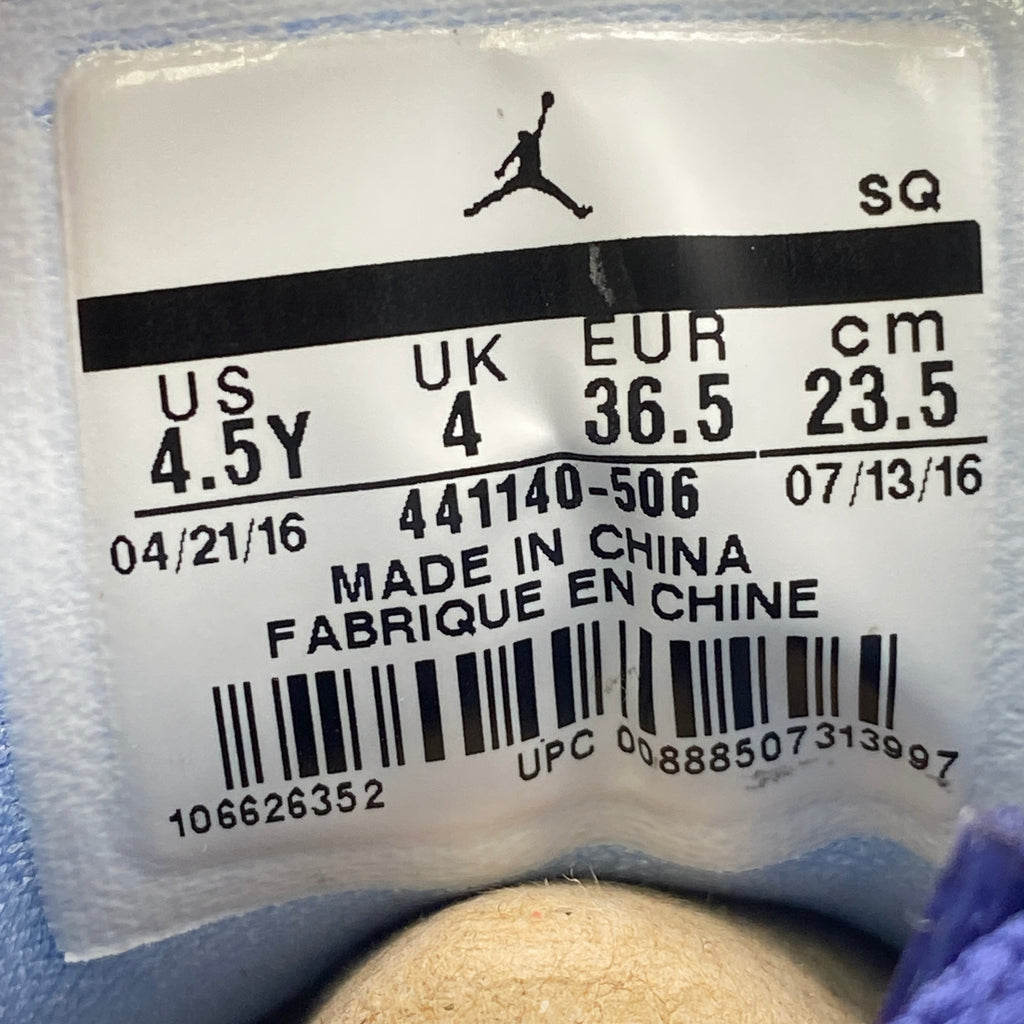 SQ
US UK EUR cm
4.5Y 4 36.5 23.5
04/21/16 441140-506 07/13/16
MADE IN CHINA
FABRIQUE EN CHINE
106626352 UPC 00888507313997